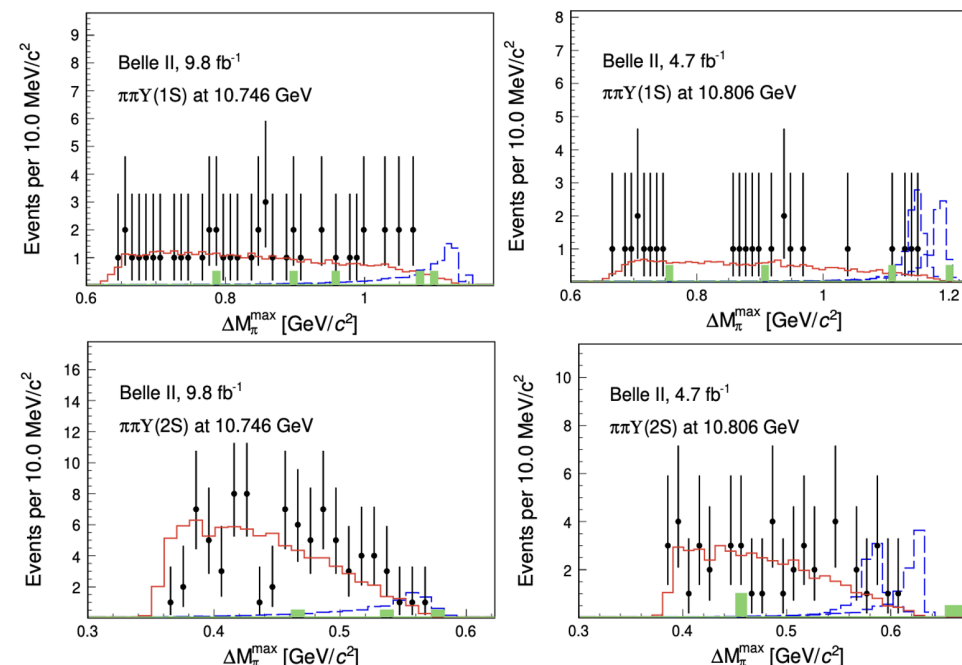 Events per 10.0 MeV/c²
9
8
7
6
5
4
3
2
1
Belle II, 9.8 fb⁻¹
ππΥ(1S) at 10.746 GeV
0.6 0.8 1
ΔM_π^max [GeV/c²]
Events per 10.0 MeV/c²
8
7
6
5
4
3
2
1
Belle II, 4.7 fb⁻¹
ππΥ(1S) at 10.806 GeV
0.6 0.8 1 1.2
ΔM_π^max [GeV/c²]
Events per 10.0 MeV/c²
16
14
12
10
8
6
4
2
Belle II, 9.8 fb⁻¹
ππΥ(2S) at 10.746 GeV
0.3 0.4 0.5 0.6
ΔM_π^max [GeV/c²]
Events per 10.0 MeV/c²
10
8
6
4
2
Belle II, 4.7 fb⁻¹
ππΥ(2S) at 10.806 GeV
0.3 0.4 0.5 0.6
ΔM_π^max [GeV/c²]